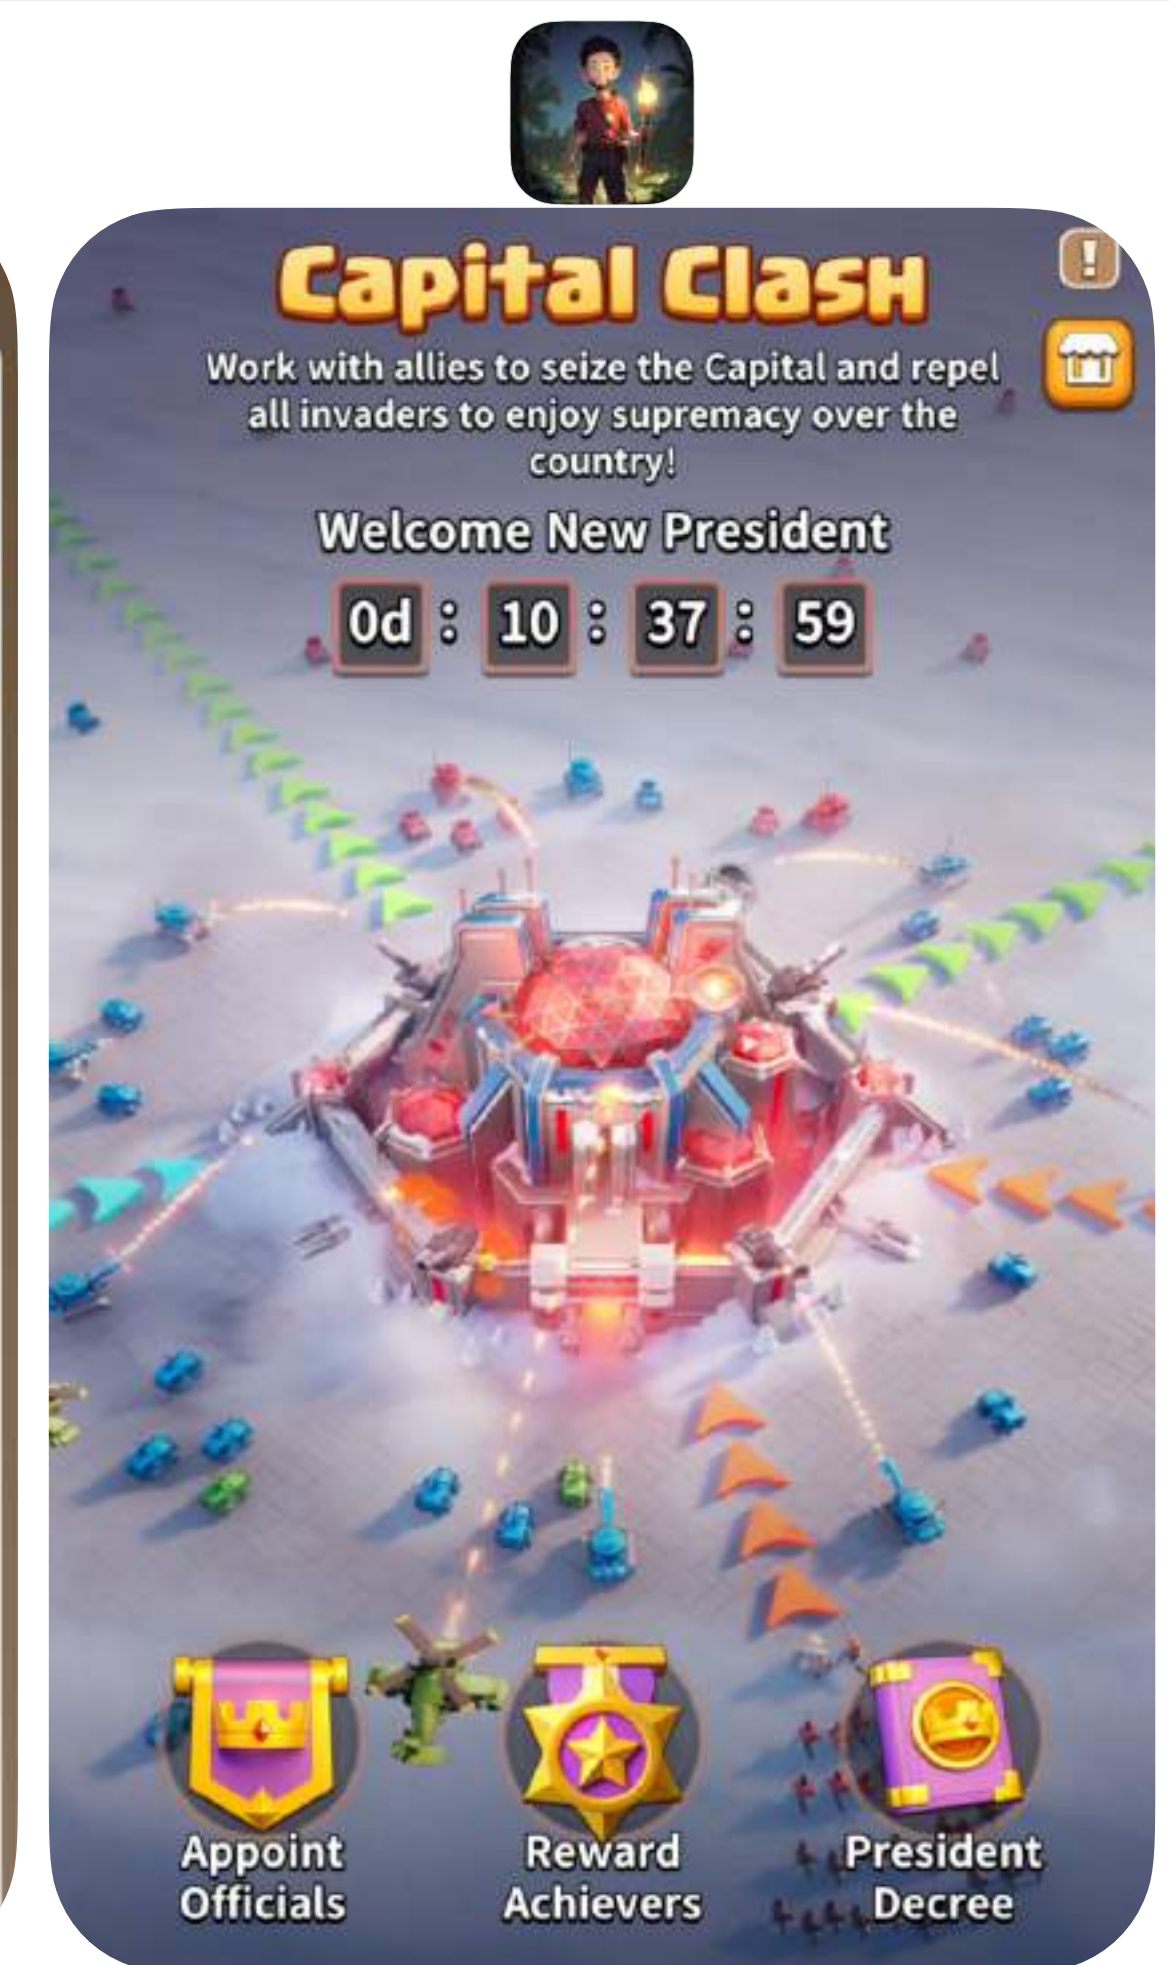 Capital Clash
!
Work with allies to seize the Capital and repel
all invaders to enjoy supremacy over the
country!
Welcome New President
0d : 10 : 37 : 59
Appoint
Officials
Reward
Achievers
President
Decree